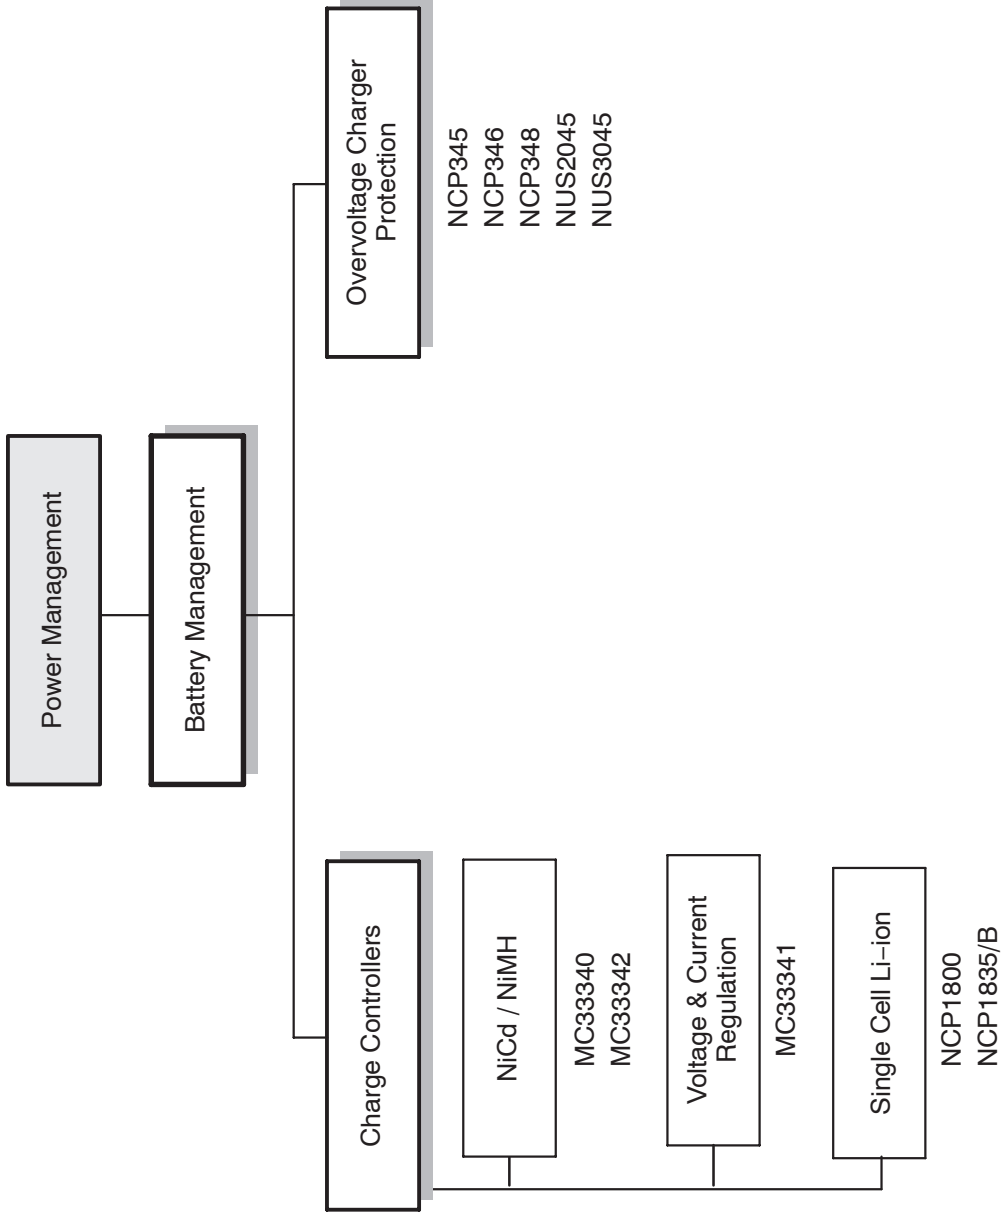 Power Management
Battery Management
Charge Controllers
NiCd / NiMH
MC33340
MC33342
Voltage & Current
Regulation
MC33341
Single Cell Li−ion
NCP1800
NCP1835/B
Overvoltage Charger
Protection
NCP345
NCP346
NCP348
NUS2045
NUS3045